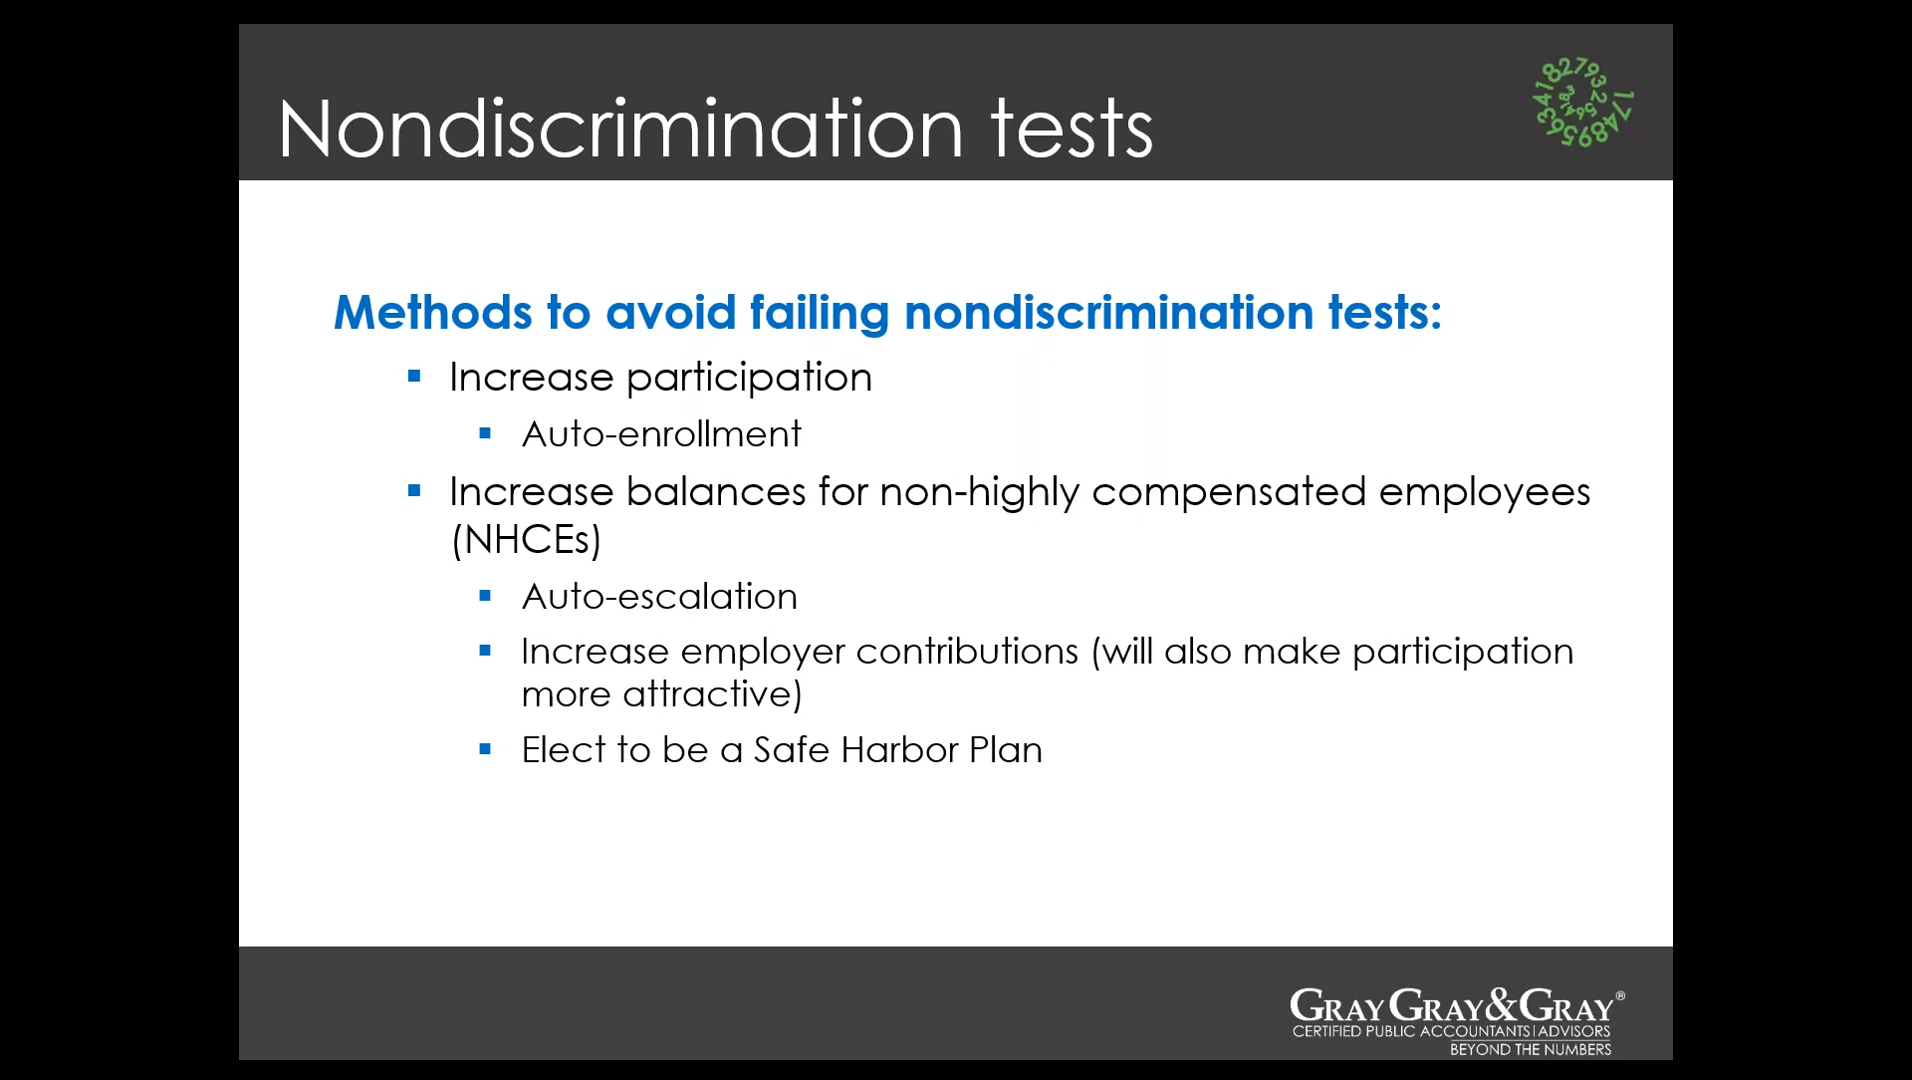 Nondiscrimination tests
Methods to avoid failing nondiscrimination tests:
Increase participation
Auto-enrollment
Increase balances for non-highly compensated employees
(NHCEs)
Auto-escalation
Increase employer contributions (will also make participation
more attractive)
Elect to be a Safe Harbor Plan
GRAY GRAY & GRAY®
CERTIFIED PUBLIC ACCOUNTANTS | ADVISORS
BEYOND THE NUMBERS